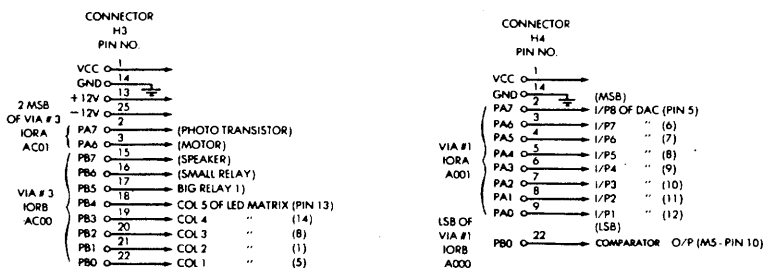 CONNECTOR
H3
PIN NO.
VCC 1
GND 14
+12V 13
-12V 25
2 MSB
OF VIA #3
IORA
AC01
PA7 2 (PHOTO TRANSISTOR)
PA6 3 (MOTOR)
VIA #3
IORB
AC00
PB7 15 (SPEAKER)
PB6 16 (SMALL RELAY)
PB5 17 BIG RELAY 1)
PB4 18 COL 5 OF LED MATRIX (PIN 13)
PB3 19 COL 4 " (14)
PB2 20 COL 3 " (8)
PB1 21 COL 2 " (1)
PB0 22 COL 1 " (5)
CONNECTOR
H4
PIN NO.
VCC 1
GND 14
(MSB)
VIA #1
IORA
A001
PA7 2 I/P8 OF DAC (PIN 5)
PA6 3 I/P7 " (6)
PA5 4 I/P6 " (7)
PA4 5 I/P5 " (8)
PA3 6 I/P4 " (9)
PA2 7 I/P3 " (10)
PA1 8 I/P2 " (11)
PA0 9 I/P1 " (12)
(LSB)
LSB OF
VIA #1
IORB
A000
PB0 22 COMPARATOR O/P (M5 - PIN 10)